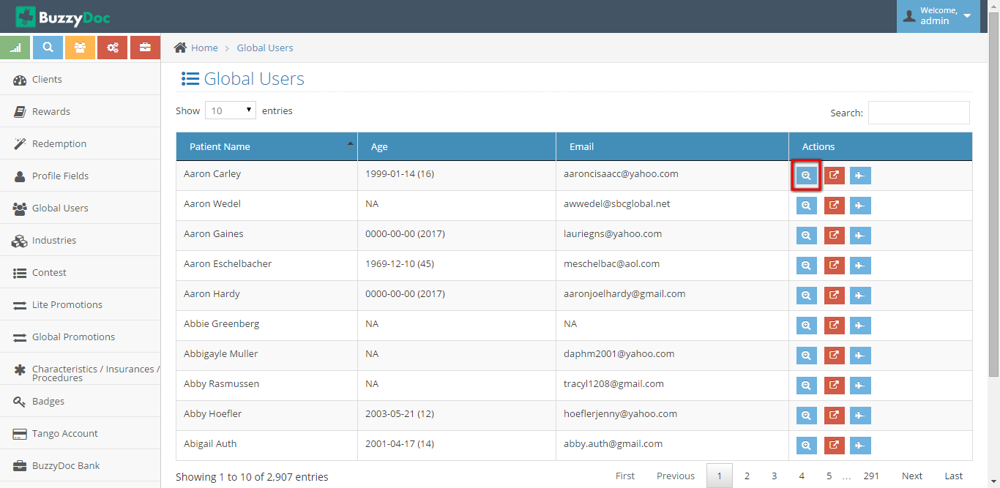 BuzzyDoc
Welcome,
admin
Home
Global Users
Clients
Rewards
Redemption
Profile Fields
Global Users
Industries
Contest
Lite Promotions
Global Promotions
Characteristics / Insurances /
Procedures
Badges
Tango Account
BuzzyDoc Bank
Global Users
Show 10 entries
Search:
Patient Name Age Email Actions
Aaron Carley 1999-01-14 (16) aaroncisaacc@yahoo.com
Aaron Wedel NA awwedel@sbcglobal.net
Aaron Gaines 0000-00-00 (2017) lauriegns@yahoo.com
Aaron Eschelbacher 1969-12-10 (45) meschelbac@aol.com
Aaron Hardy 0000-00-00 (2017) aaronjoelhardy@gmail.com
Abbie Greenberg NA NA
Abbigayle Muller NA daphm2001@yahoo.com
Abby Rasmussen NA tracyl1208@gmail.com
Abby Hoefler 2003-05-21 (12) hoeflerjenny@yahoo.com
Abigail Auth 2001-04-17 (14) abby.auth@gmail.com
Showing 1 to 10 of 2,907 entries
First Previous 1 2 3 4 5 ... 291 Next Last